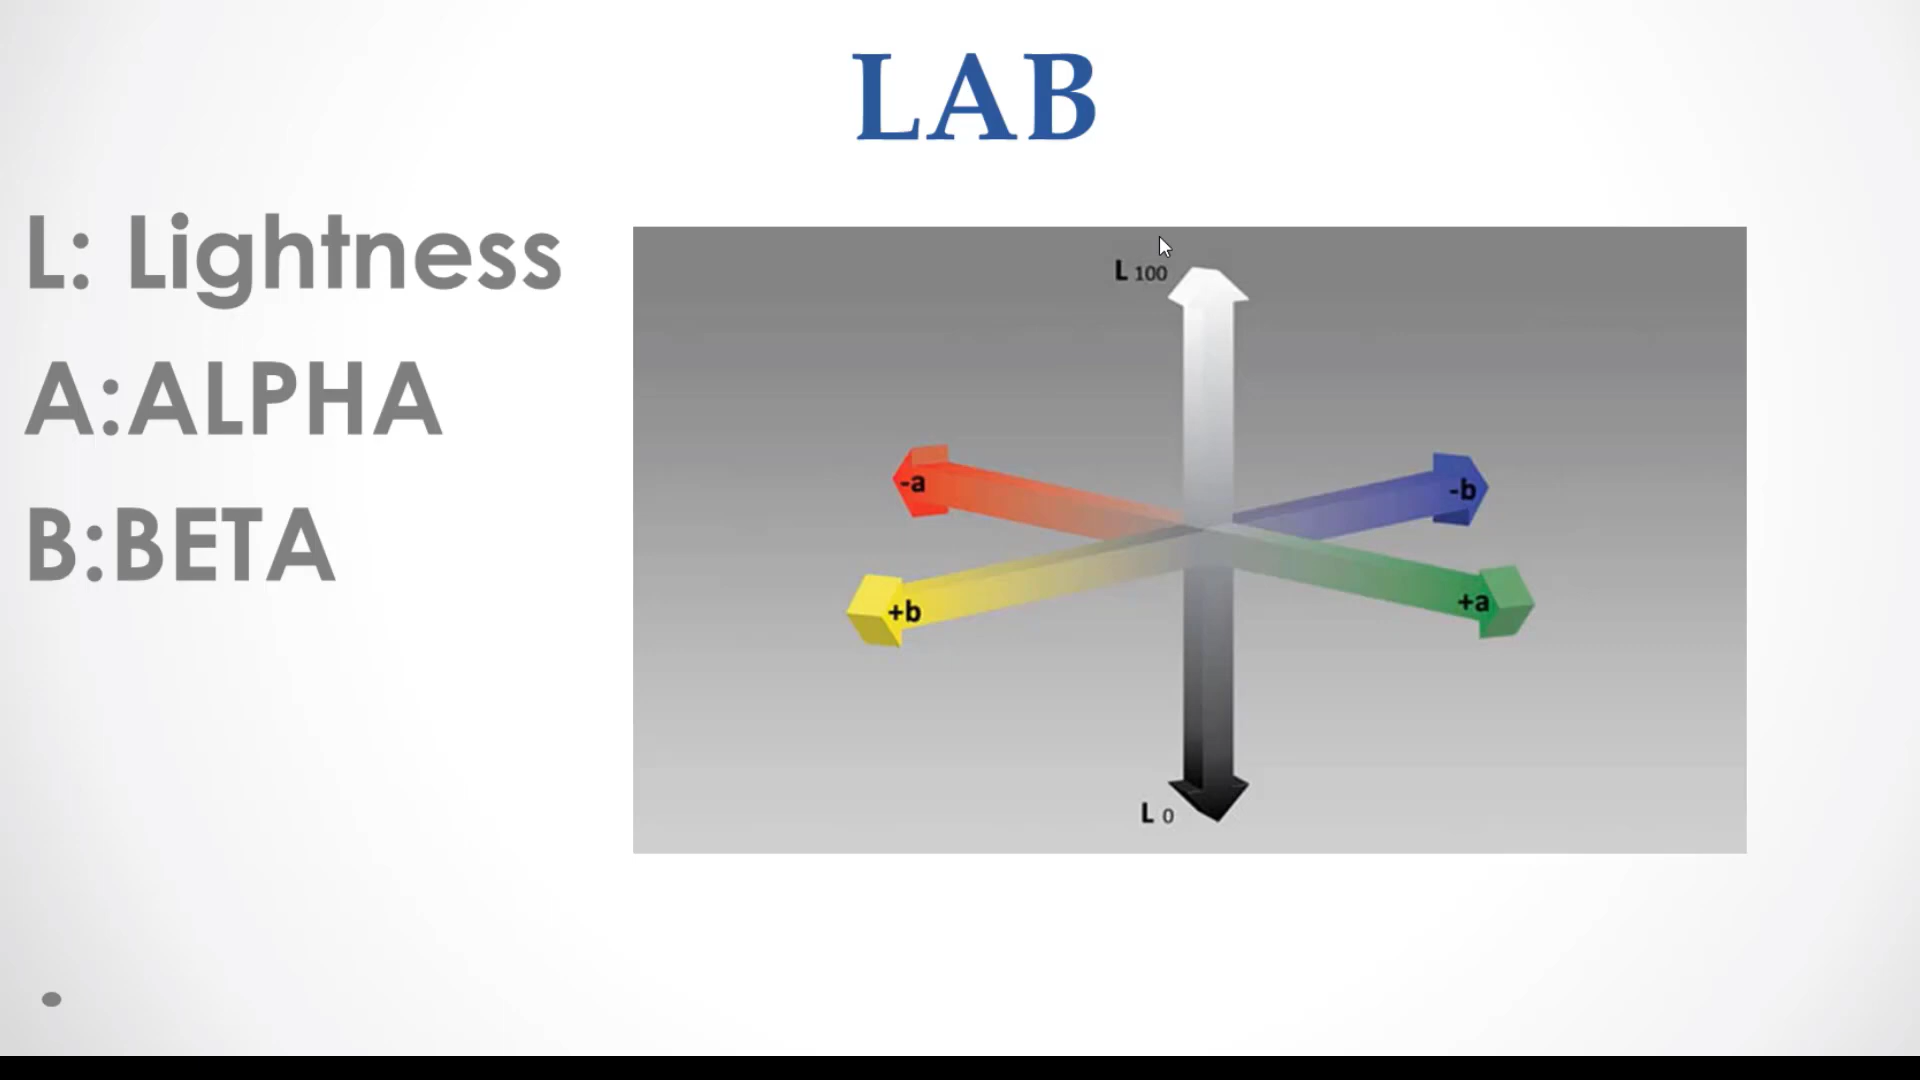 LAB
L: Lightness
A:ALPHA
B:BETA
L 100
-a
-b
+b
+a
L 0